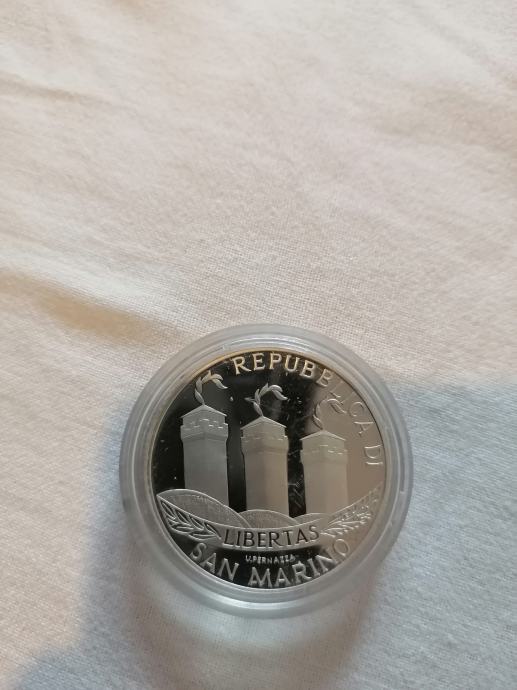 REPUBBLICA DI
LIBERTAS
U.PERNAZZA
SAN MARINO